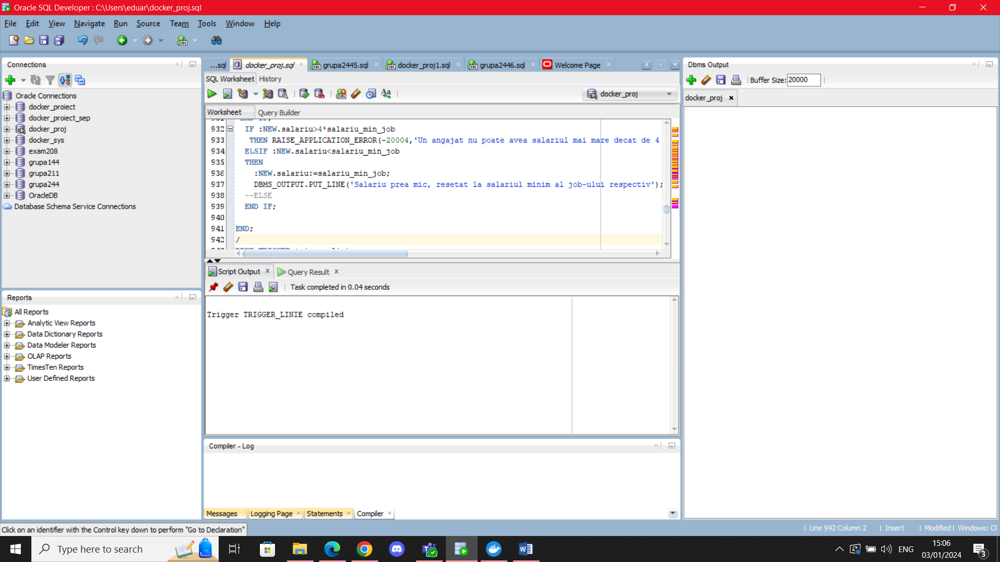 Oracle SQL Developer : C:\Users\eduar\docker_proj.sql
File Edit View Navigate Run Source Team Tools Window Help
Connections
Oracle Connections
docker_proiect
docker_proiect_sep
docker_proj
docker_sys
exam208
grupa144
grupa211
grupa244
OracleDB
Database Schema Service Connections
Reports
All Reports
Analytic View Reports
Data Dictionary Reports
Data Modeler Reports
OLAP Reports
TimesTen Reports
User Defined Reports
...sql docker_proj.sql grupa2445.sql docker_proj1.sql grupa2446.sql Welcome Page
SQL Worksheet History
docker_proj
Worksheet Query Builder
931 END IF;
932 IF :NEW.salariu>4*salariu_min_job
933 THEN RAISE_APPLICATION_ERROR(-20004,'Un angajat nu poate avea salariul mai mare decat de 4
934 ELSIF :NEW.salariu<salariu_min_job
935 THEN
936 :NEW.salariu:=salariu_min_job;
937 DBMS_OUTPUT.PUT_LINE('Salariu prea mic, resetat la salariul minim al job-ului respectiv');
938 --ELSE
939 END IF;
940
941 END;
942 /
Script Output Query Result
Task completed in 0.04 seconds
Trigger TRIGGER_LINIE compiled
Compiler - Log
Messages Logging Page Statements Compiler
Dbms Output
Buffer Size: 20000
docker_proj
Click on an identifier with the Control key down to perform "Go to Declaration"
Line 942 Column 2 Insert Modified Windows:
Type here to search
ENG
15:06
03/01/2024
3